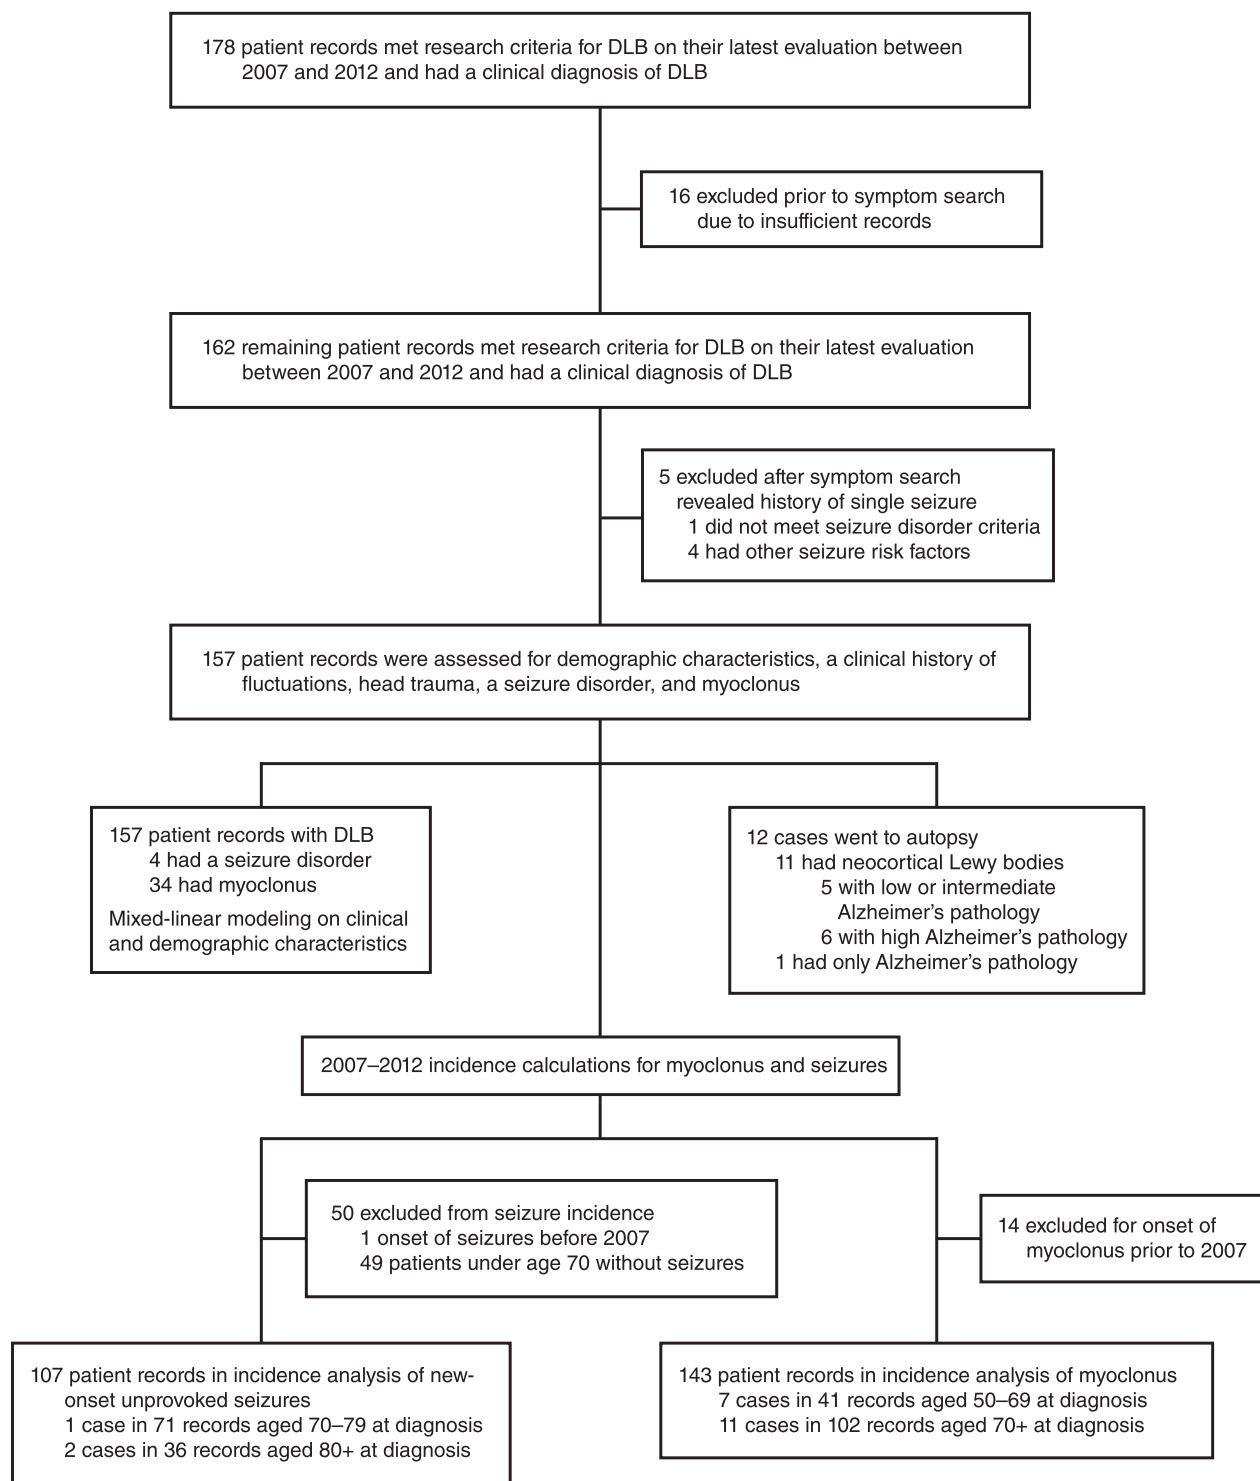 178 patient records met research criteria for DLB on their latest evaluation between
2007 and 2012 and had a clinical diagnosis of DLB
16 excluded prior to symptom search
due to insufficient records
162 remaining patient records met research criteria for DLB on their latest evaluation
between 2007 and 2012 and had a clinical diagnosis of DLB
5 excluded after symptom search
revealed history of single seizure
1 did not meet seizure disorder criteria
4 had other seizure risk factors
157 patient records were assessed for demographic characteristics, a clinical history of
fluctuations, head trauma, a seizure disorder, and myoclonus
157 patient records with DLB
4 had a seizure disorder
34 had myoclonus
Mixed-linear modeling on clinical
and demographic characteristics
12 cases went to autopsy
11 had neocortical Lewy bodies
5 with low or intermediate
Alzheimer's pathology
6 with high Alzheimer's pathology
1 had only Alzheimer's pathology
2007–2012 incidence calculations for myoclonus and seizures
50 excluded from seizure incidence
1 onset of seizures before 2007
49 patients under age 70 without seizures
14 excluded for onset of
myoclonus prior to 2007
107 patient records in incidence analysis of new-
onset unprovoked seizures
1 case in 71 records aged 70–79 at diagnosis
2 cases in 36 records aged 80+ at diagnosis
143 patient records in incidence analysis of myoclonus
7 cases in 41 records aged 50–69 at diagnosis
11 cases in 102 records aged 70+ at diagnosis